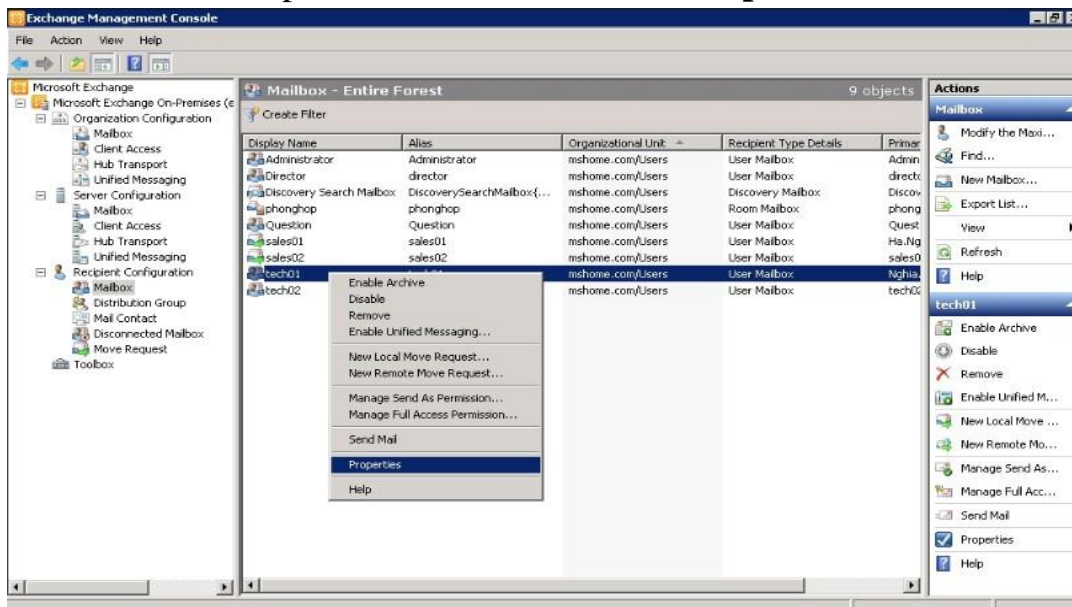 Exchange Management Console
File Action View Help
Microsoft Exchange
Microsoft Exchange On-Premises (e
Organization Configuration
Mailbox
Client Access
Hub Transport
Unified Messaging
Server Configuration
Mailbox
Client Access
Hub Transport
Unified Messaging
Recipient Configuration
Mailbox
Distribution Group
Mail Contact
Disconnected Mailbox
Move Request
Toolbox
Mailbox - Entire Forest 9 objects
Create Filter
Display Name Alias Organizational Unit Recipient Type Details Primar
Administrator Administrator mshome.com/Users User Mailbox Admin
Director director mshome.com/Users User Mailbox directo
Discovery Search Mailbox DiscoverySearchMailbox{... mshome.com/Users Discovery Mailbox Discov
phonghop phonghop mshome.com/Users Room Mailbox phong
Question Question mshome.com/Users User Mailbox Quest
sales01 sales01 mshome.com/Users User Mailbox Ha.Ng
sales02 sales02 mshome.com/Users User Mailbox sales0
tech01 mshome.com/Users User Mailbox Nghia.
tech02 mshome.com/Users User Mailbox tech02
Enable Archive
Disable
Remove
Enable Unified Messaging...
New Local Move Request...
New Remote Move Request...
Manage Send As Permission...
Manage Full Access Permission...
Send Mail
Properties
Help
Actions
Mailbox
Modify the Maxi...
Find...
New Mailbox...
Export List...
View
Refresh
Help
tech01
Enable Archive
Disable
Remove
Enable Unified M...
New Local Move ...
New Remote Mo...
Manage Send As...
Manage Full Acc...
Send Mail
Properties
Help